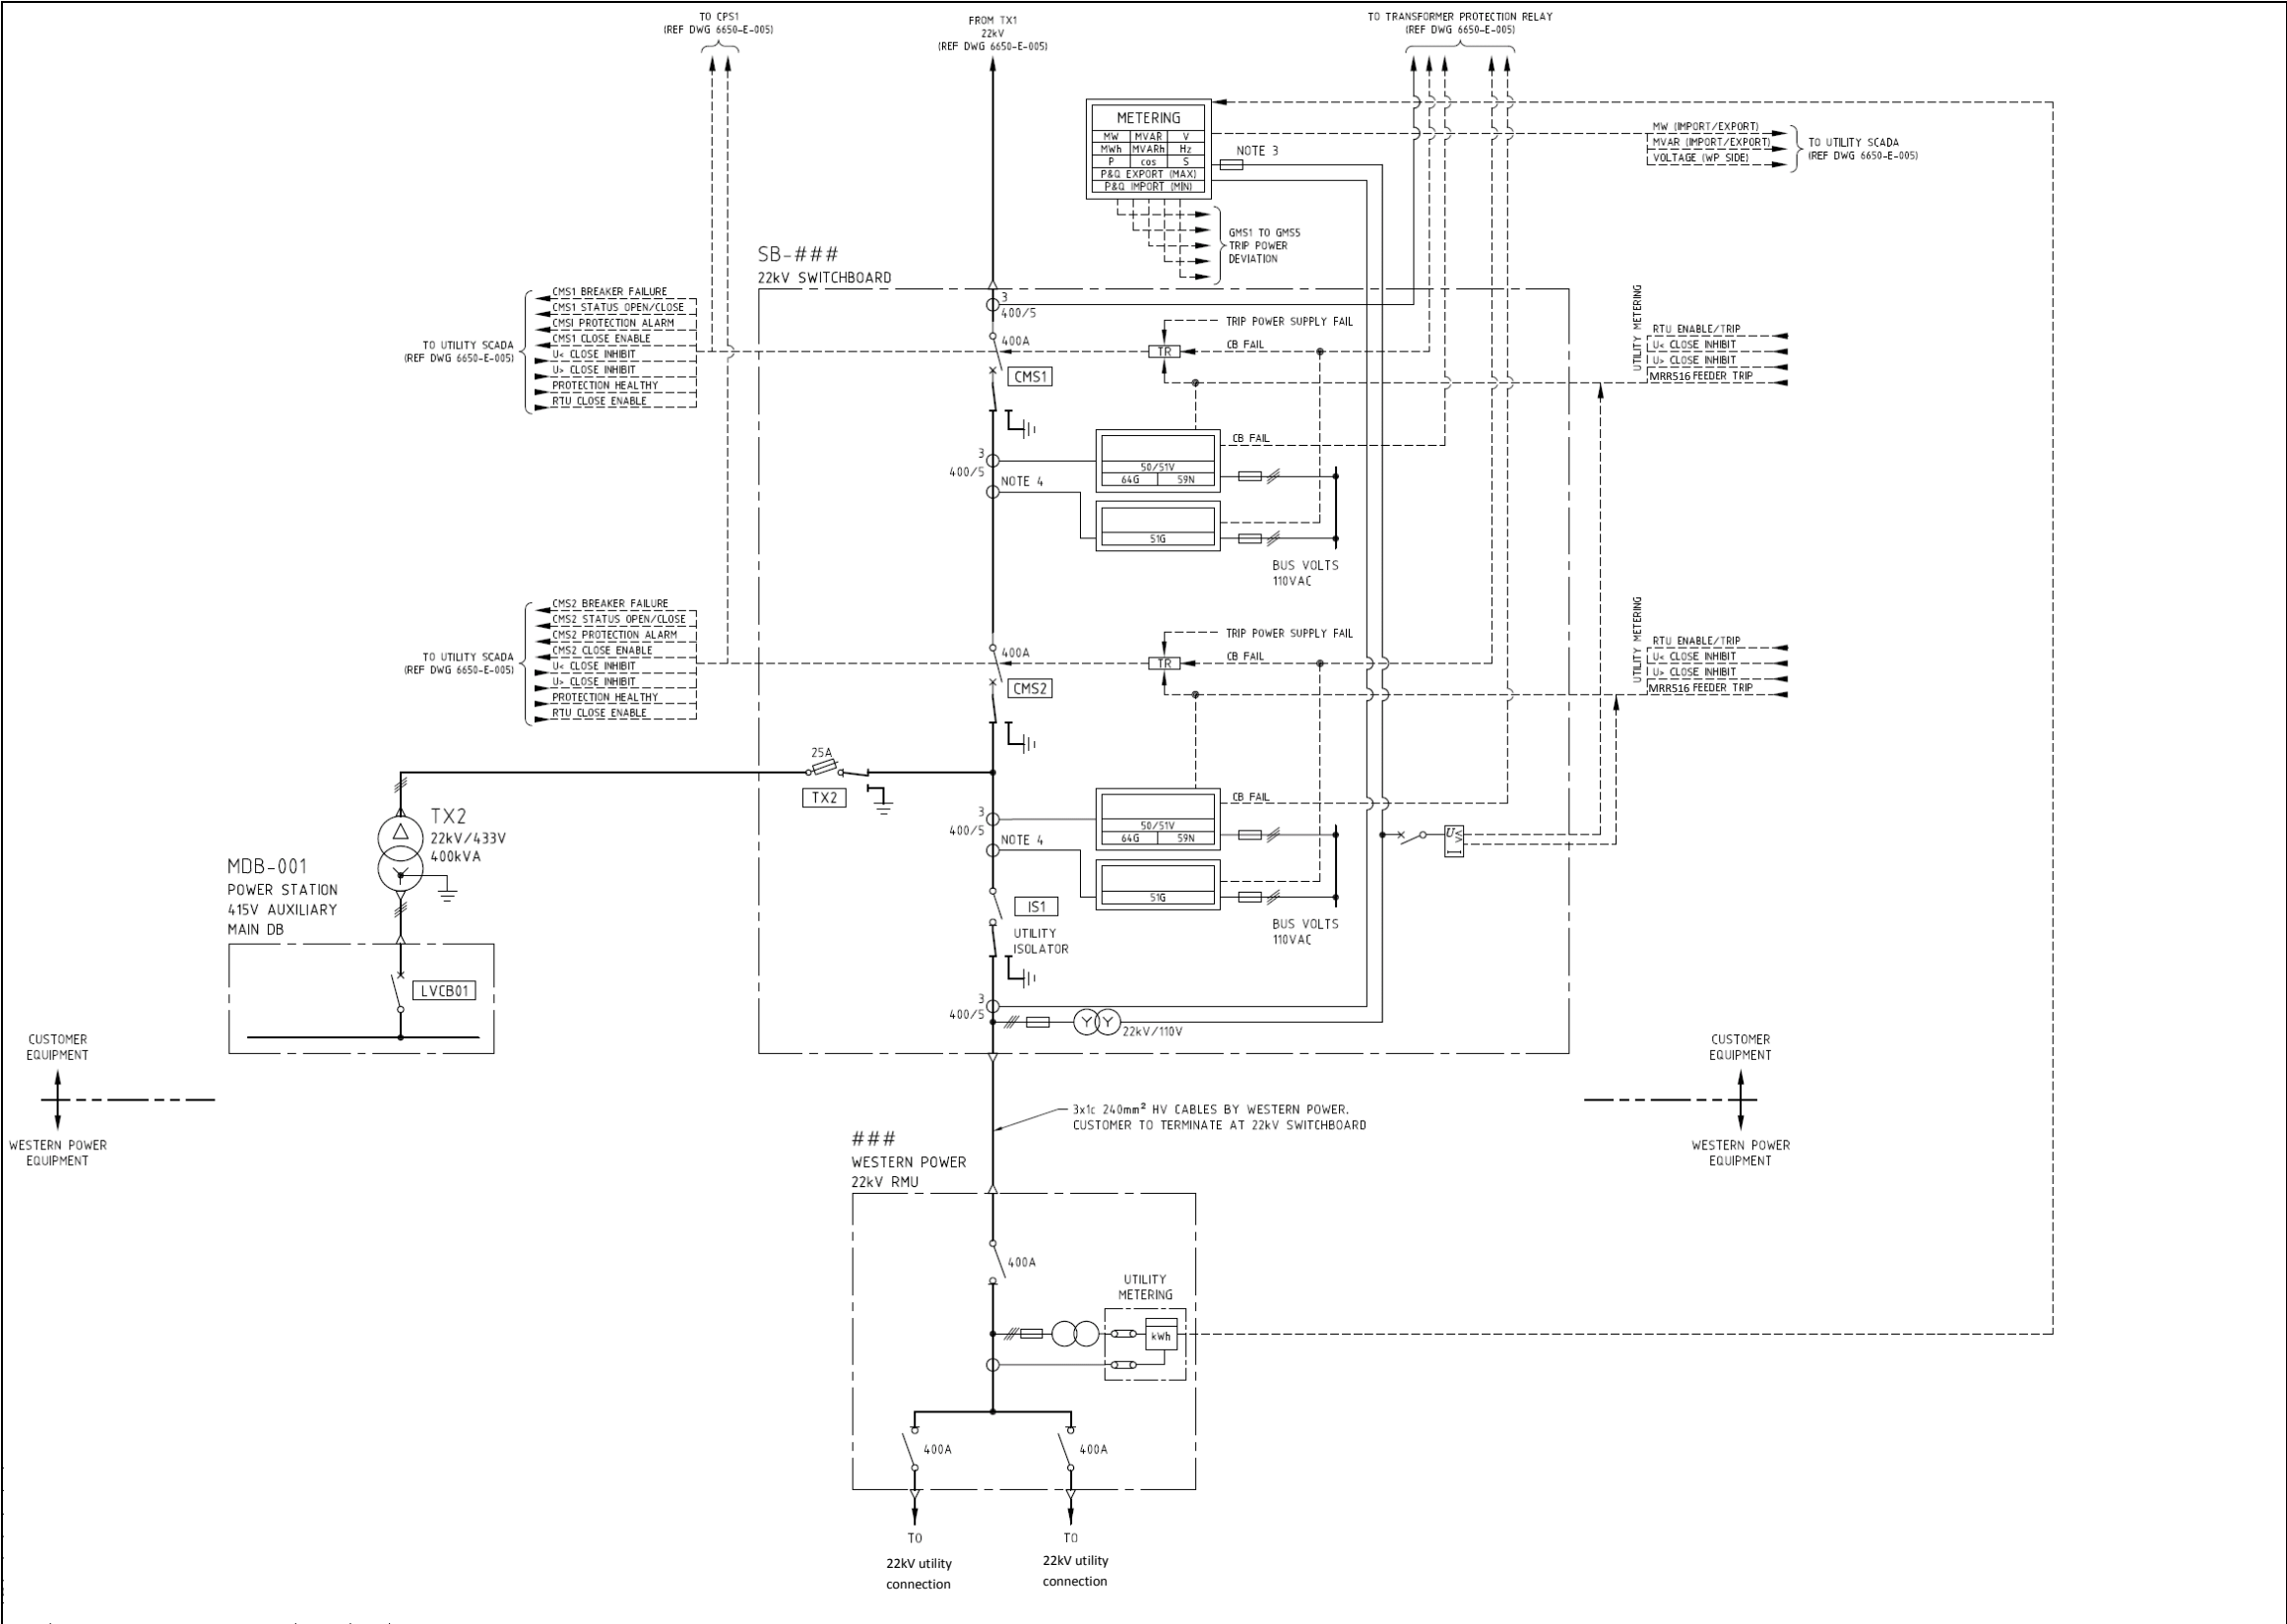 TO CPS1
(REF DWG 6650-E-005)
FROM TX1
22kV
(REF DWG 6650-E-005)
TO TRANSFORMER PROTECTION RELAY
(REF DWG 6650-E-005)
METERING
MW MVAR V
MWh MVARh Hz
P cos S
P&Q EXPORT (MAX)
P&Q IMPORT (MIN)
NOTE 3
MW (IMPORT/EXPORT)
MVAR (IMPORT/EXPORT)
VOLTAGE (WP SIDE)
TO UTILITY SCADA
(REF DWG 6650-E-005)
GMS1 TO GMS5
TRIP POWER
DEVIATION
SB-###
22kV SWITCHBOARD
3
400/5
CMS1 BREAKER FAILURE
CMS1 STATUS OPEN/CLOSE
CMS1 PROTECTION ALARM
CMS1 CLOSE ENABLE
U< CLOSE INHIBIT
U> CLOSE INHIBIT
PROTECTION HEALTHY
RTU CLOSE ENABLE
TO UTILITY SCADA
(REF DWG 6650-E-005)
400A
CMS1
TRIP POWER SUPPLY FAIL
TR
CB FAIL
UTILITY METERING
RTU ENABLE/TRIP
U< CLOSE INHIBIT
U> CLOSE INHIBIT
MRR516 FEEDER TRIP
CB FAIL
3
400/5
50/51V
64G 59N
NOTE 4
51G
BUS VOLTS
110VAC
CMS2 BREAKER FAILURE
CMS2 STATUS OPEN/CLOSE
CMS2 PROTECTION ALARM
CMS2 CLOSE ENABLE
U< CLOSE INHIBIT
U> CLOSE INHIBIT
PROTECTION HEALTHY
RTU CLOSE ENABLE
TO UTILITY SCADA
(REF DWG 6650-E-005)
400A
CMS2
TRIP POWER SUPPLY FAIL
TR
CB FAIL
UTILITY METERING
RTU ENABLE/TRIP
U< CLOSE INHIBIT
U> CLOSE INHIBIT
MRR516 FEEDER TRIP
25A
TX2
TX2
22kV/433V
400kVA
CB FAIL
3
400/5
50/51V
64G 59N
NOTE 4
51G
BUS VOLTS
110VAC
U<
MDB-001
POWER STATION
415V AUXILIARY
MAIN DB
LVCB01
IS1
UTILITY
ISOLATOR
3
400/5
Y Y
22kV/110V
CUSTOMER
EQUIPMENT
WESTERN POWER
EQUIPMENT
CUSTOMER
EQUIPMENT
WESTERN POWER
EQUIPMENT
3x1c 240mm² HV CABLES BY WESTERN POWER.
CUSTOMER TO TERMINATE AT 22kV SWITCHBOARD
###
WESTERN POWER
22kV RMU
400A
UTILITY
METERING
kWh
400A
400A
TO
22kV utility
connection
TO
22kV utility
connection